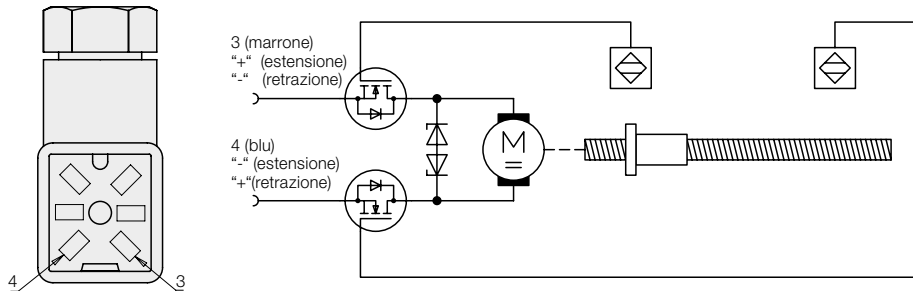 3 (marrone)
“+“ (estensione)
“-“ (retrazione)
4 (blu)
“-“ (estensione)
“+“(retrazione)
M
=
4
3